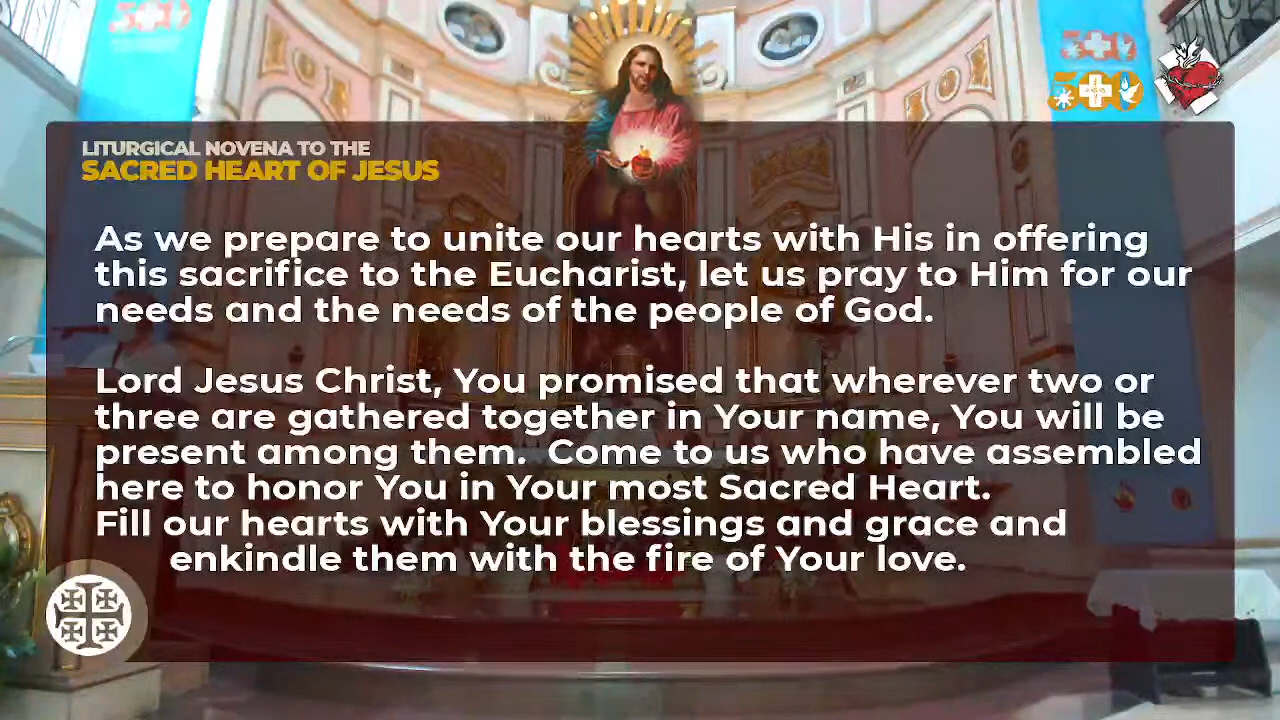 500
500
500
LITURGICAL NOVENA TO THE
SACRED HEART OF JESUS
As we prepare to unite our hearts with His in offering
this sacrifice to the Eucharist, let us pray to Him for our
needs and the needs of the people of God.
Lord Jesus Christ, You promised that wherever two or
three are gathered together in Your name, You will be
present among them.  Come to us who have assembled
here to honor You in Your most Sacred Heart.
Fill our hearts with Your blessings and grace and
enkindle them with the fire of Your love.